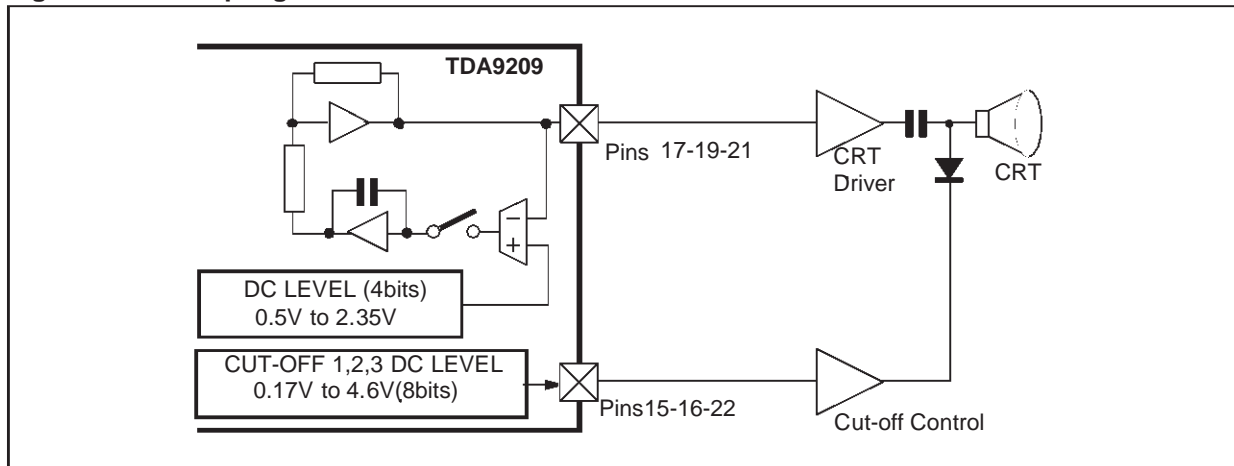 TDA9209
Pins 17-19-21
CRT
Driver
CRT
DC LEVEL (4bits)
0.5V to 2.35V
CUT-OFF 1,2,3 DC LEVEL
0.17V to 4.6V(8bits)
Pins15-16-22
Cut-off Control
−
+